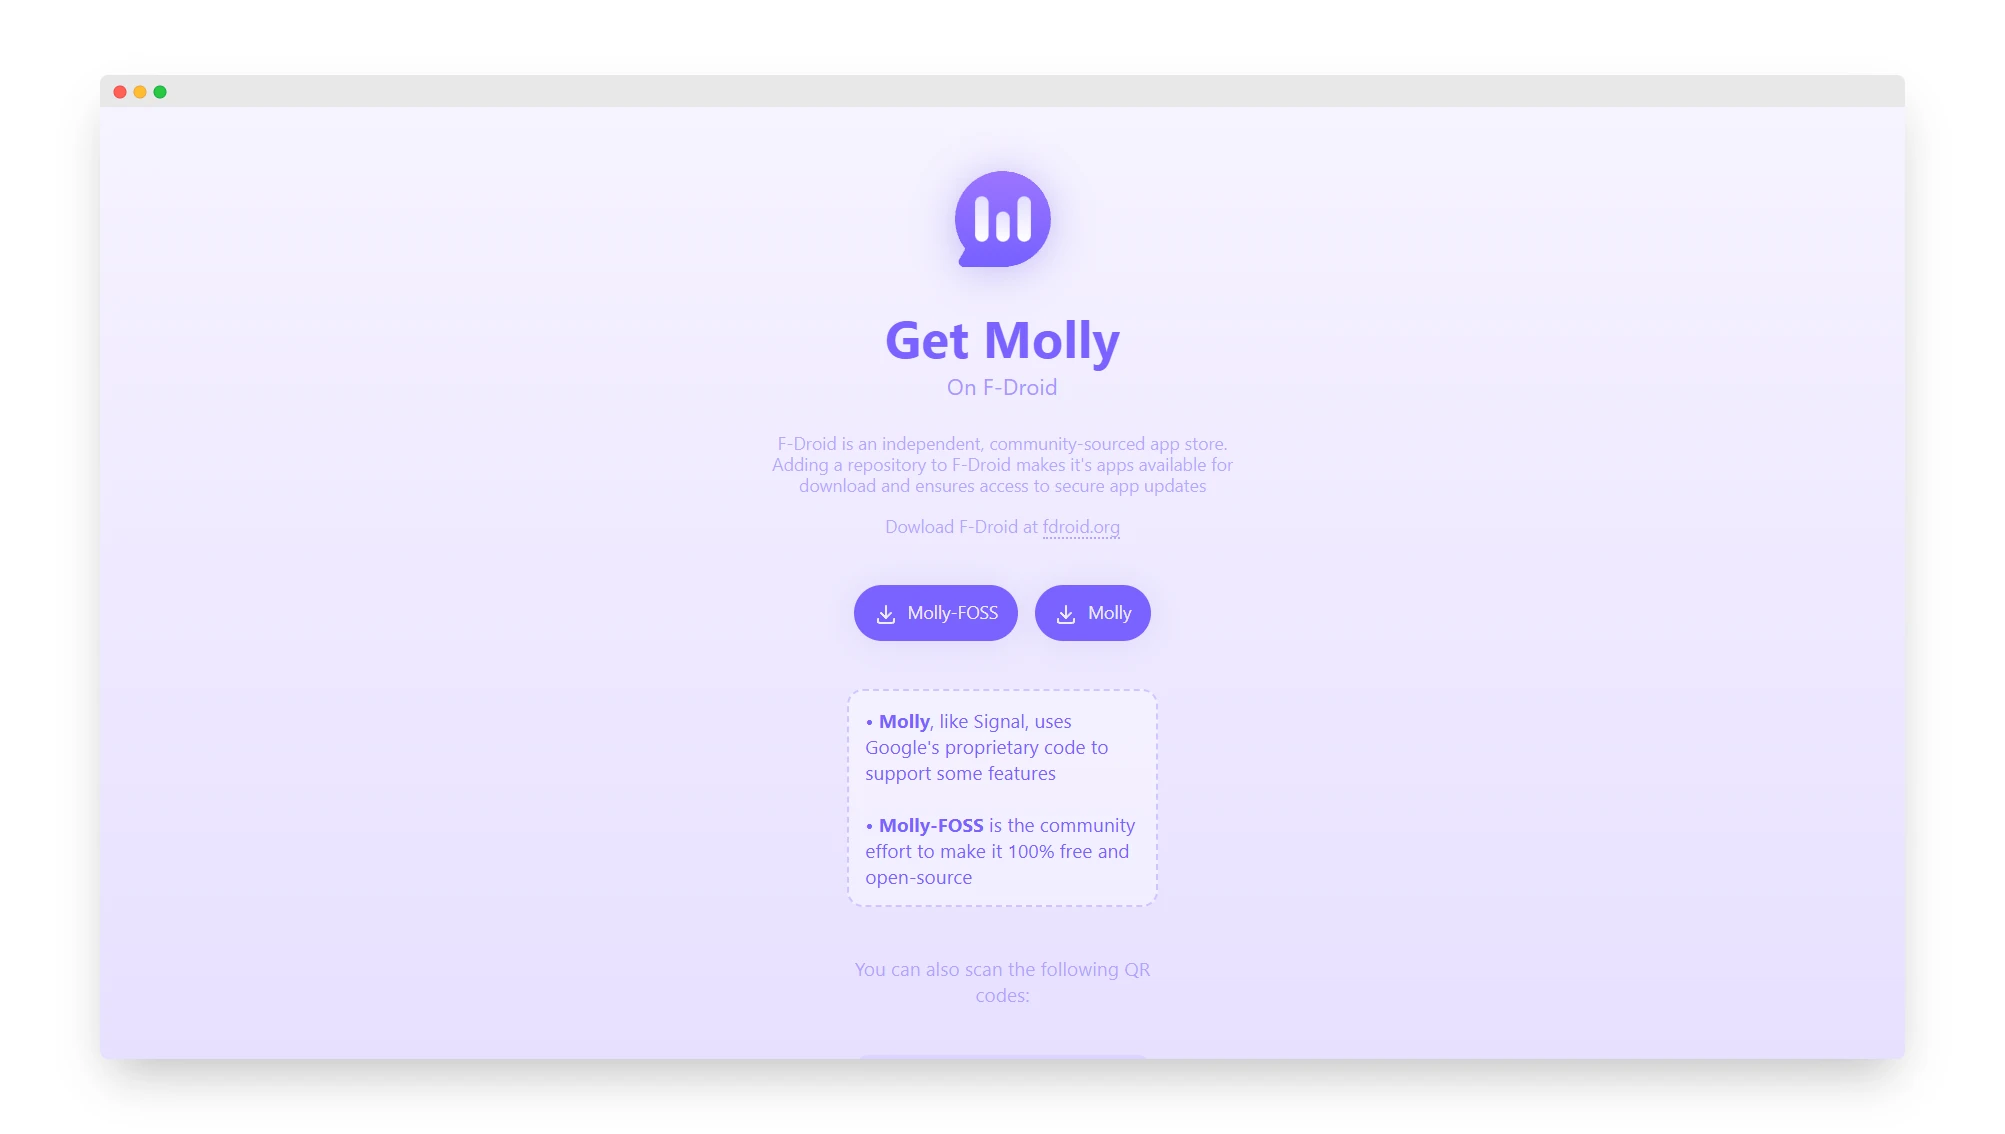 Get Molly
On F-Droid
F-Droid is an independent, community-sourced app store.
Adding a repository to F-Droid makes it's apps available for
download and ensures access to secure app updates
Dowload F-Droid at fdroid.org
Molly-FOSS
Molly
• Molly, like Signal, uses
Google's proprietary code to
support some features
• Molly-FOSS is the community
effort to make it 100% free and
open-source
You can also scan the following QR
codes: